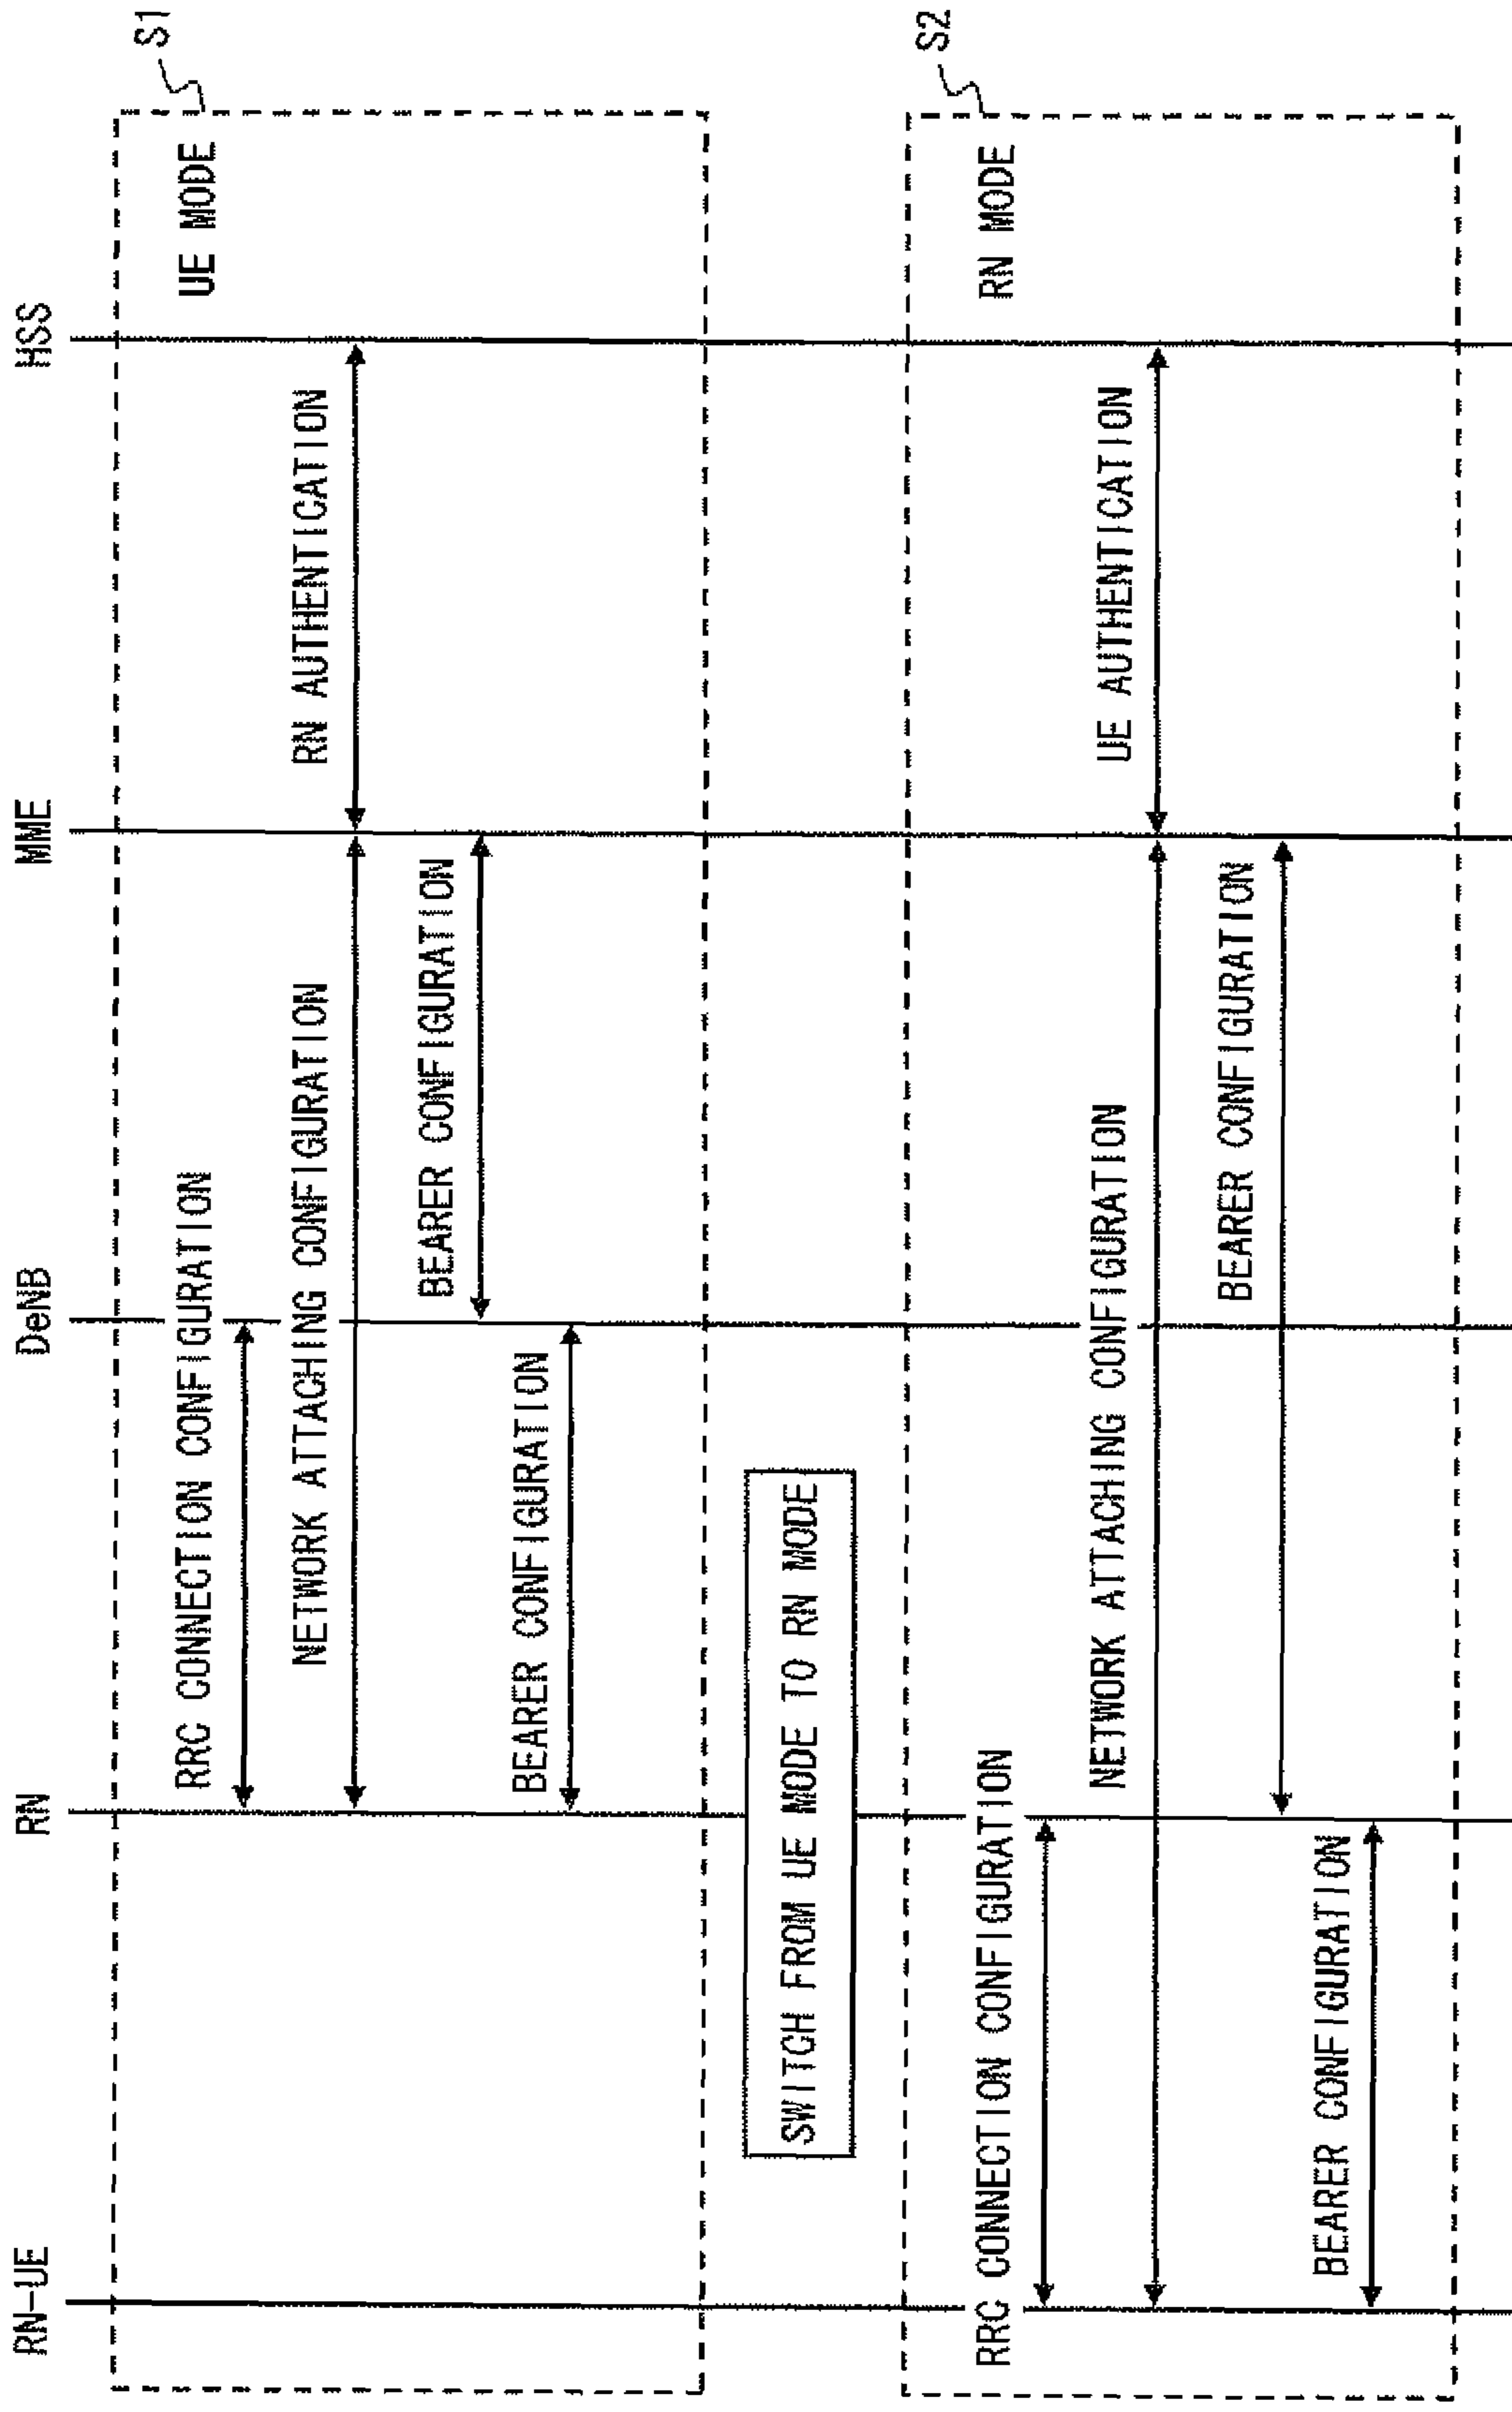 RN-UE
RN
DeNB
MME
HSS
S1
UE MODE
RRC CONNECTION CONFIGURATION
NETWORK ATTACHING CONFIGURATION
RN AUTHENTICATION
BEARER CONFIGURATION
BEARER CONFIGURATION
SWITCH FROM UE MODE TO RN MODE
S2
RN MODE
RRC CONNECTION CONFIGURATION
NETWORK ATTACHING CONFIGURATION
UE AUTHENTICATION
BEARER CONFIGURATION
BEARER CONFIGURATION